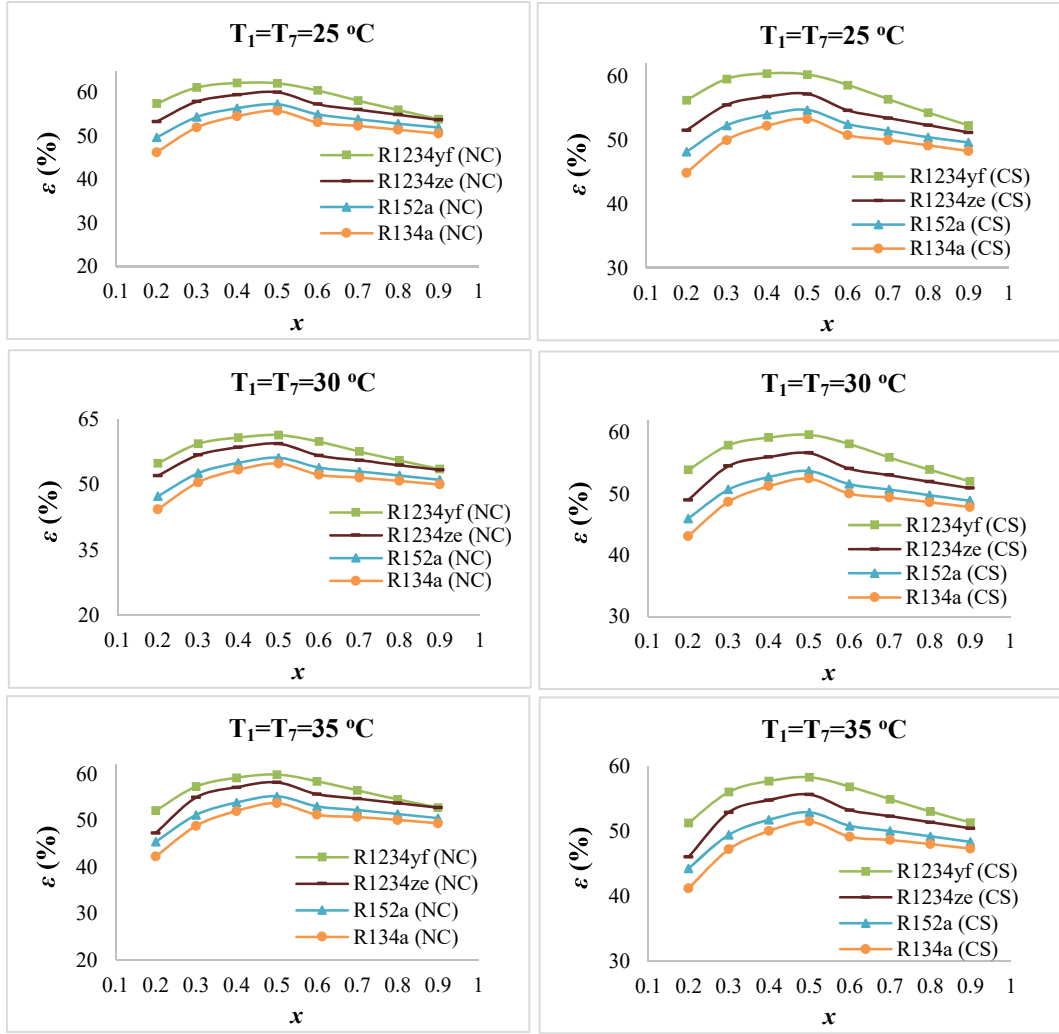 T₁=T₇=25 ᵒC
ε (%)
60
50
40
30
20
R1234yf (NC)
R1234ze (NC)
R152a (NC)
R134a (NC)
0.1 0.2 0.3 0.4 0.5 0.6 0.7 0.8 0.9 1
x
T₁=T₇=25 ᵒC
ε (%)
60
50
40
30
R1234yf (CS)
R1234ze (CS)
R152a (CS)
R134a (CS)
0.1 0.2 0.3 0.4 0.5 0.6 0.7 0.8 0.9 1
x
T₁=T₇=30 ᵒC
ε (%)
65
50
35
20
R1234yf (NC)
R1234ze (NC)
R152a (NC)
R134a (NC)
0.1 0.2 0.3 0.4 0.5 0.6 0.7 0.8 0.9 1
x
T₁=T₇=30 ᵒC
ε (%)
60
50
40
30
R1234yf (CS)
R1234ze (CS)
R152a (CS)
R134a (CS)
0.1 0.2 0.3 0.4 0.5 0.6 0.7 0.8 0.9 1
x
T₁=T₇=35 ᵒC
ε (%)
60
50
40
30
20
R1234yf (NC)
R1234ze (NC)
R152a (NC)
R134a (NC)
0.1 0.2 0.3 0.4 0.5 0.6 0.7 0.8 0.9 1
x
T₁=T₇=35 ᵒC
ε (%)
60
50
40
30
R1234yf (CS)
R1234ze (CS)
R152a (CS)
R134a (CS)
0.1 0.2 0.3 0.4 0.5 0.6 0.7 0.8 0.9 1
x